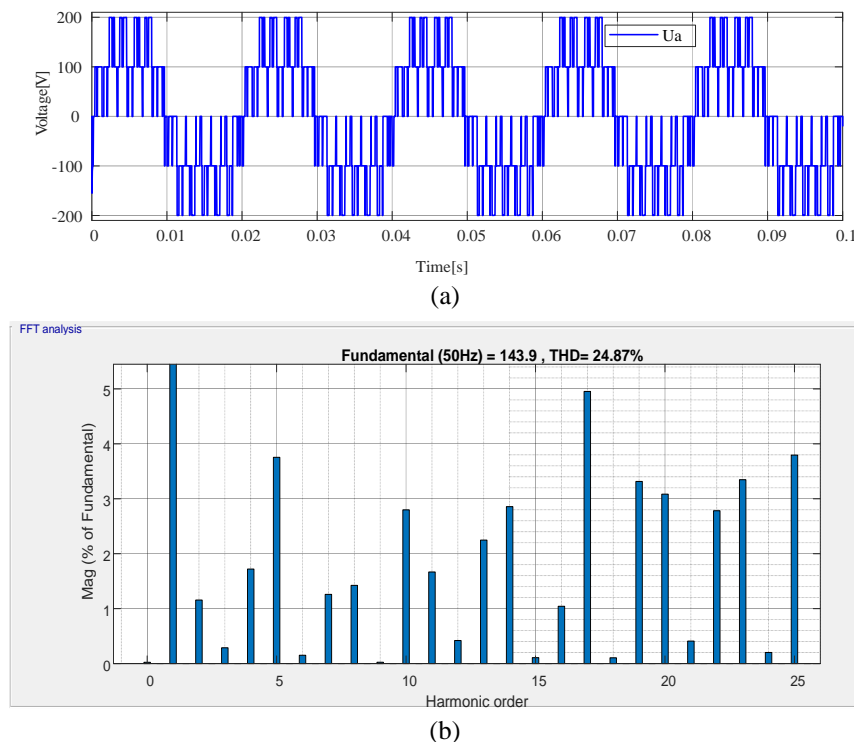 200
100
0
-100
-200
Voltage[V]
Ua
0 0.01 0.02 0.03 0.04 0.05 0.06 0.07 0.08 0.09 0.1
Time[s]
(a)
FFT analysis
Fundamental (50Hz) = 143.9 , THD= 24.87%
5
4
3
2
1
0
Mag (% of Fundamental)
0 5 10 15 20 25
Harmonic order
(b)